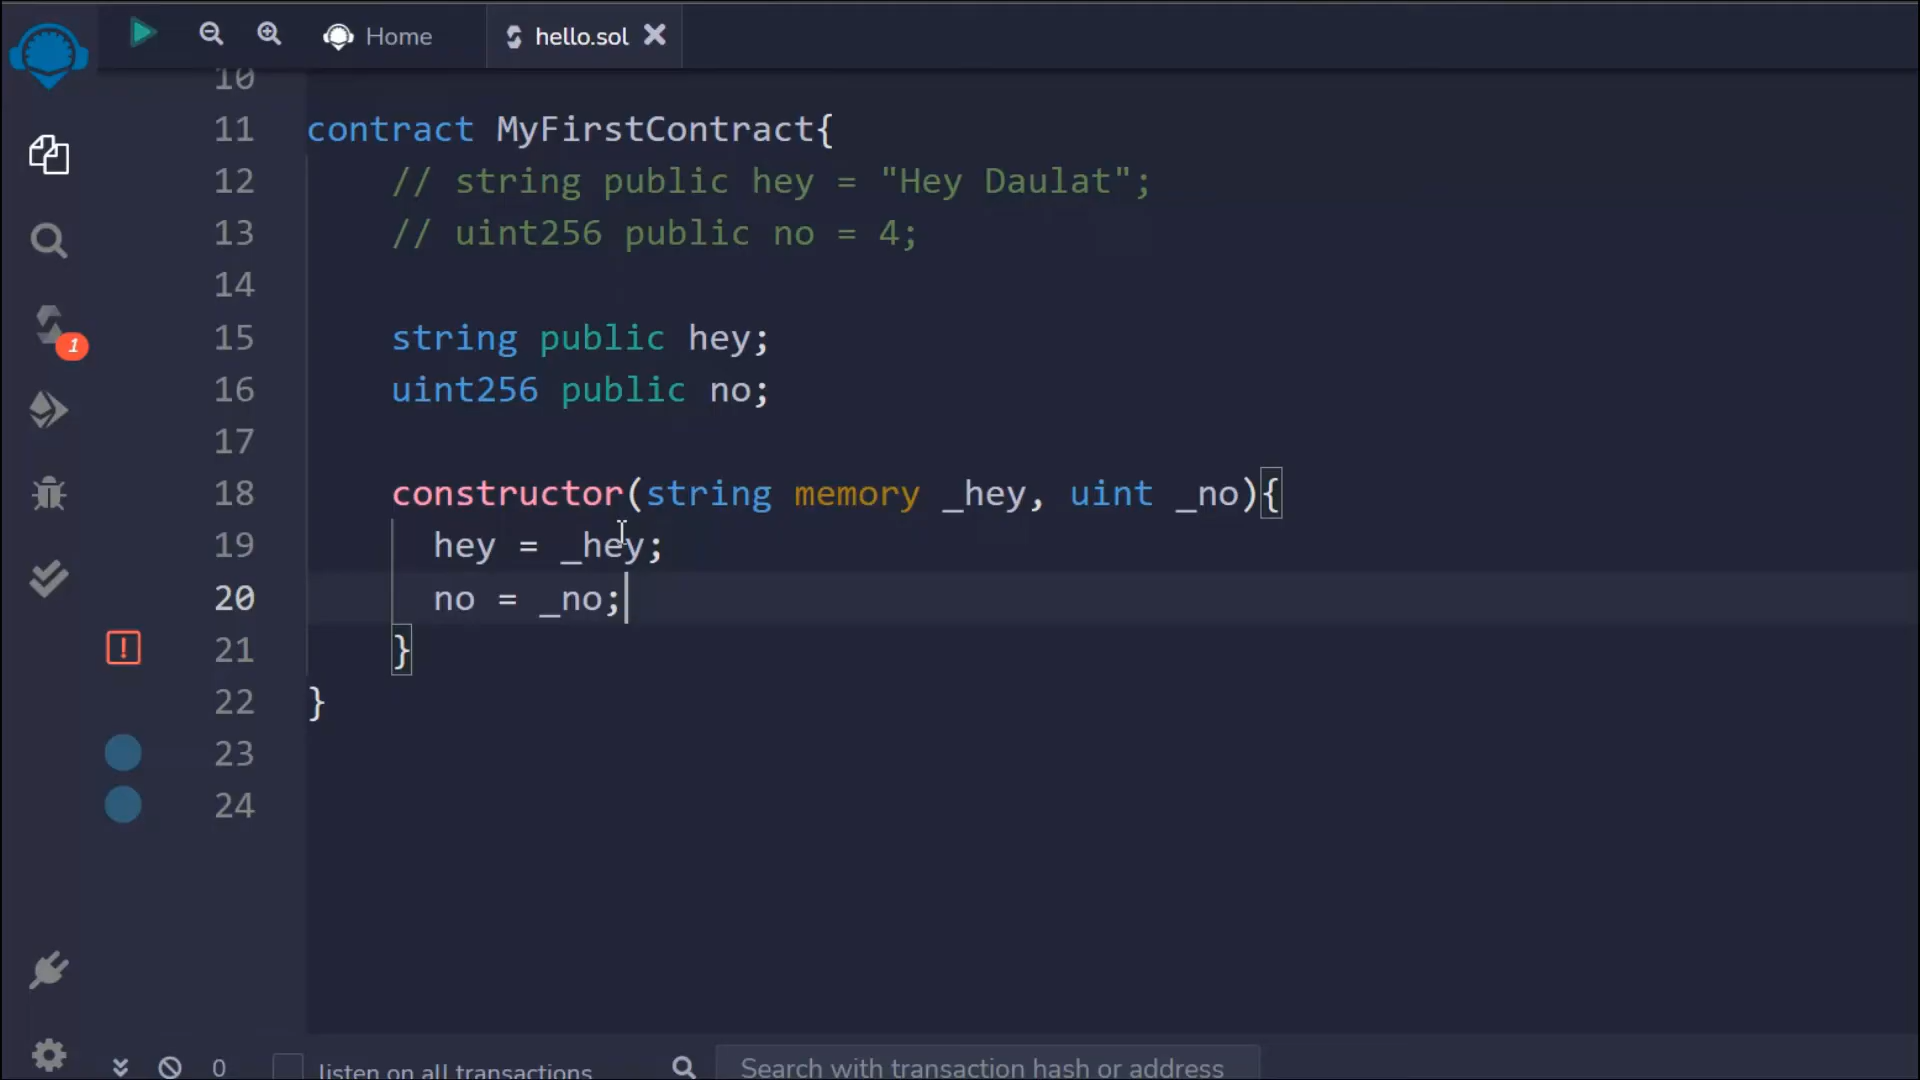 Home hello.sol
10
11 contract MyFirstContract{
12 // string public hey = "Hey Daulat";
13 // uint256 public no = 4;
14
15 string public hey;
16 uint256 public no;
17
18 constructor(string memory _hey, uint _no){
19 hey = _hey;
20 no = _no;
21 }
22 }
23
24
1
!
0 listen on all transactions Search with transaction hash or address